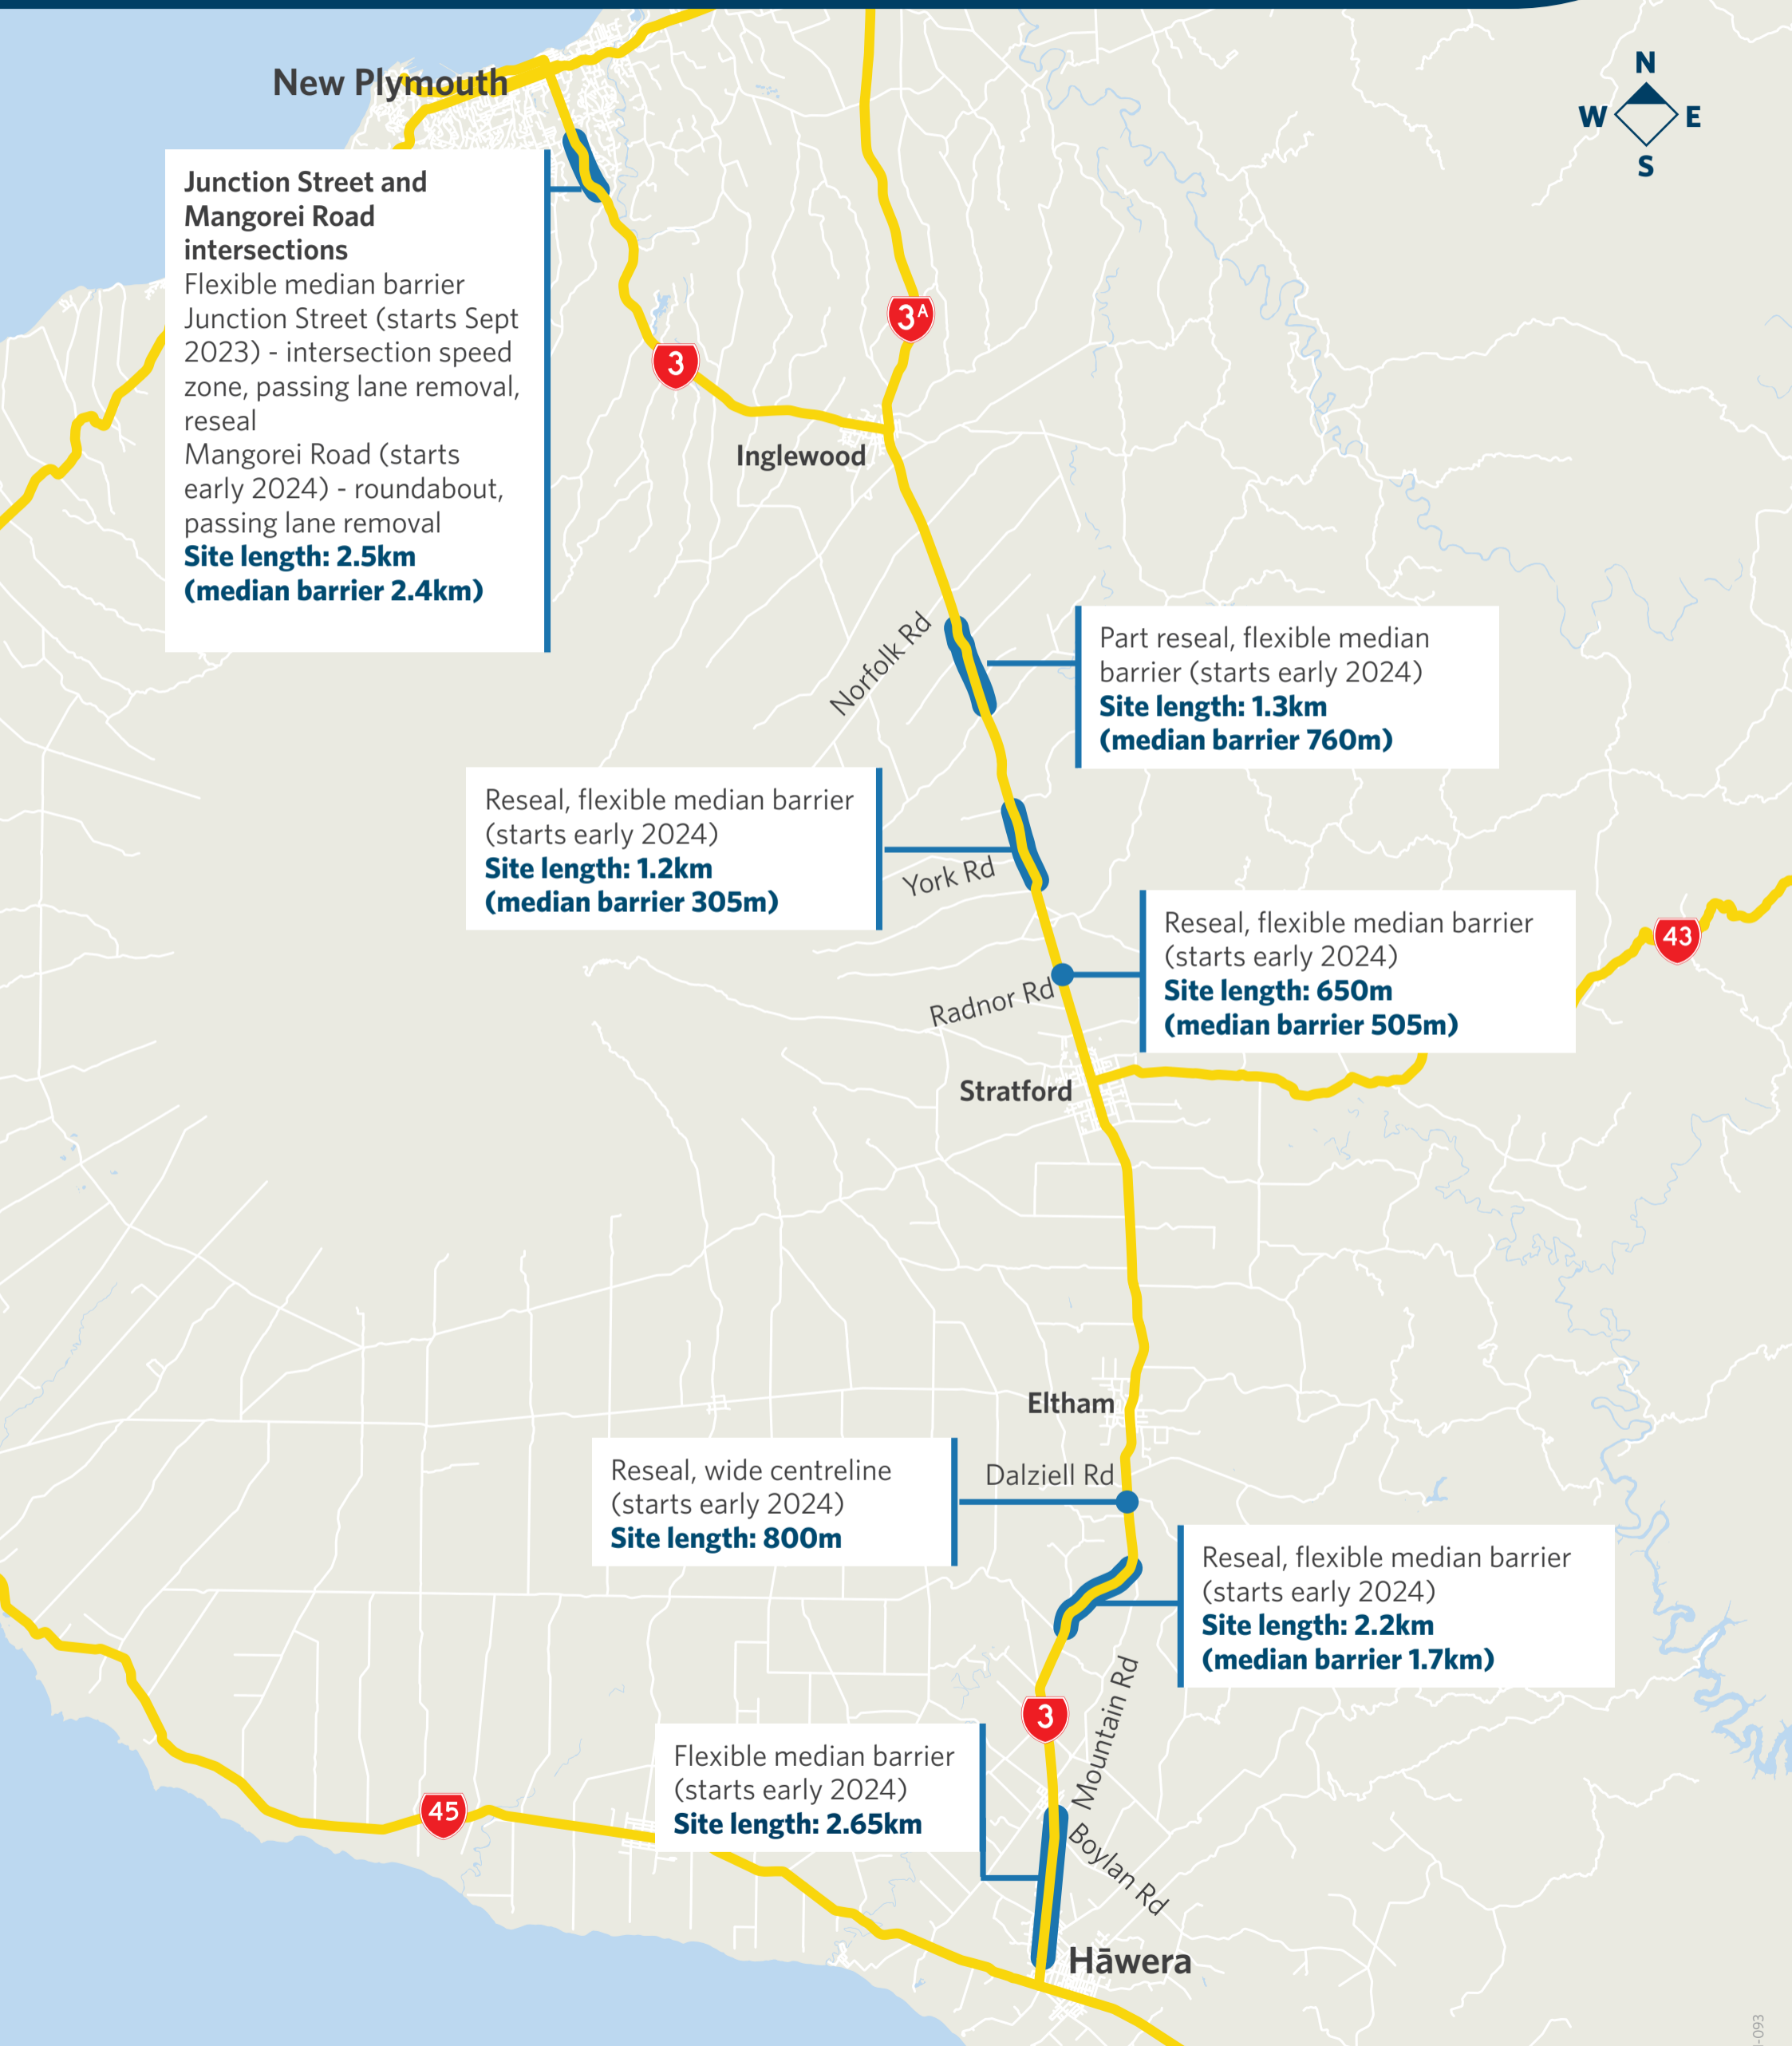 New Plymouth
N
W E
S
Junction Street and
Mangorei Road
intersections
Flexible median barrier
Junction Street (starts Sept
2023) - intersection speed
zone, passing lane removal,
reseal
Mangorei Road (starts
early 2024) - roundabout,
passing lane removal
Site length: 2.5km
(median barrier 2.4km)
3A
3
Inglewood
Norfolk Rd
Part reseal, flexible median
barrier (starts early 2024)
Site length: 1.3km
(median barrier 760m)
Reseal, flexible median barrier
(starts early 2024)
Site length: 1.2km
(median barrier 305m)
York Rd
Reseal, flexible median barrier
(starts early 2024)
Site length: 650m
(median barrier 505m)
43
Radnor Rd
Stratford
Eltham
Dalziell Rd
Reseal, wide centreline
(starts early 2024)
Site length: 800m
Reseal, flexible median barrier
(starts early 2024)
Site length: 2.2km
(median barrier 1.7km)
Mountain Rd
3
Flexible median barrier
(starts early 2024)
Site length: 2.65km
45
Boylan Rd
Hāwera
-093